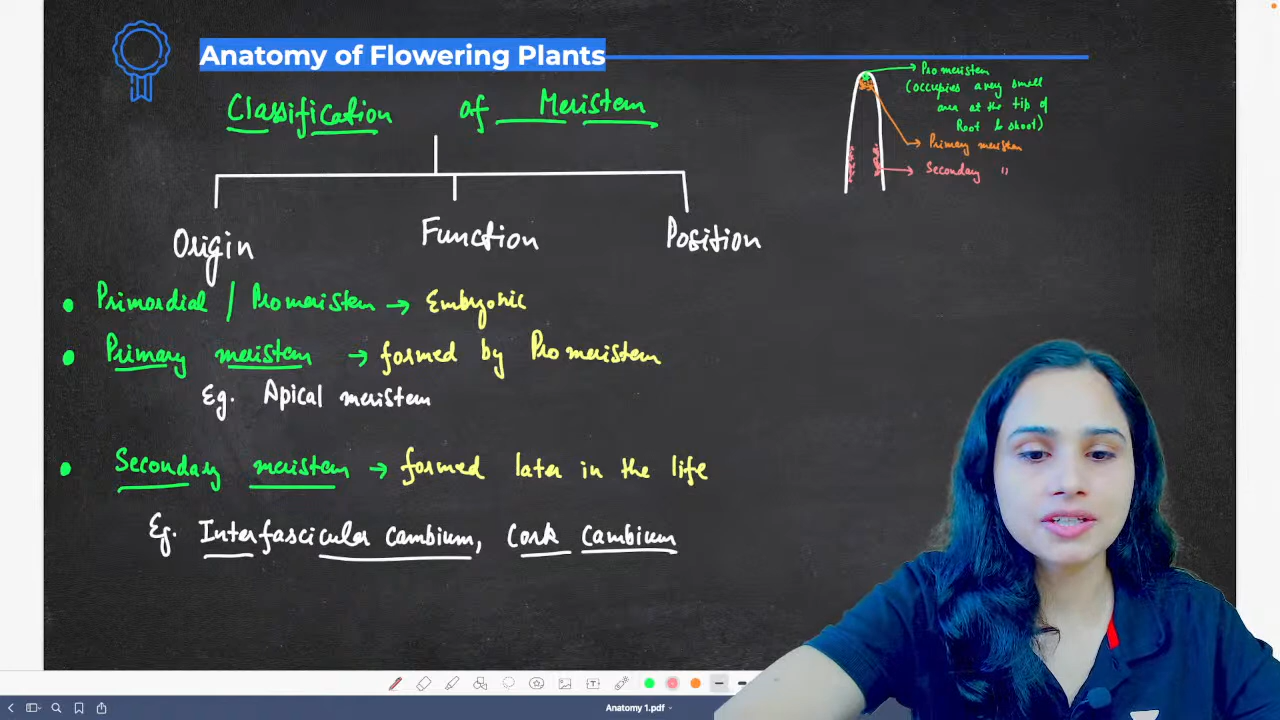 Anatomy of Flowering Plants
Classification of Meristem
Promeristem
(occupies a very small
area at the tip of
Root & shoot)
Primary meristem
Seconday "
Origin
Function
Position
• Primordial / Promeristem → Embryonic
• Primary meristem → formed by Promeristem
Eg. Apical meristem
• Secondary meristem → formed later in the life
Eg. Interfascicular cambium, Cork Cambium
Anatomy 1.pdf